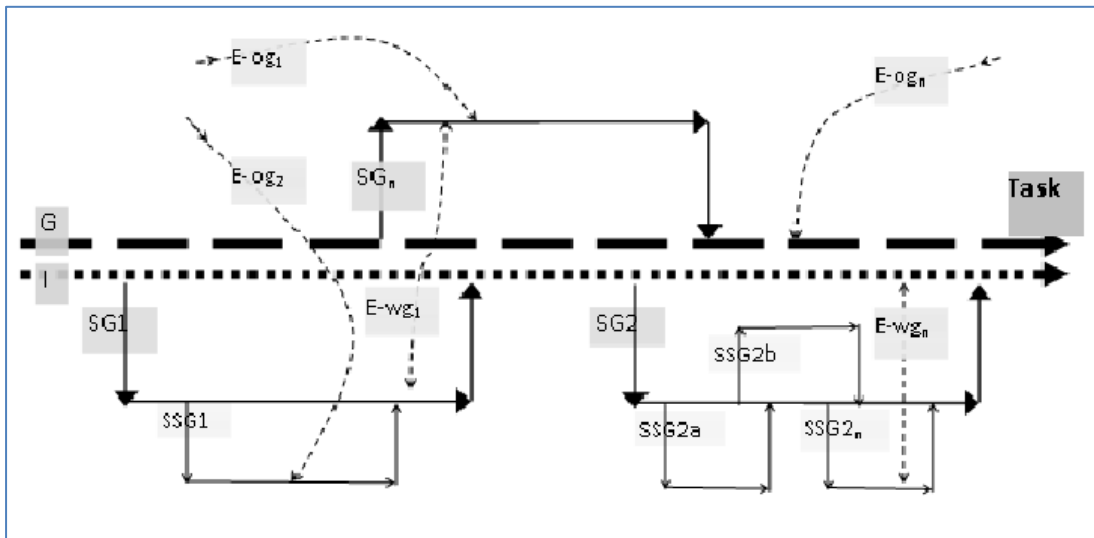 E-og₁
E-ogₙ
E-og₂
SGₙ
Task
G
I
SG1
E-wg₁
SG2
E-wgₙ
SSG2b
SSG1
SSG2a
SSG2ₙ